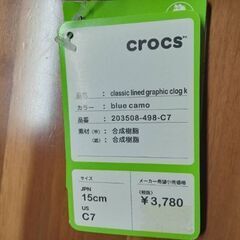 crocs™
品名 : classic lined graphic clog k
カラー : blue camo
品番 : 203508-498-C7
素材 (甲) : 合成樹脂
(底) : 合成樹脂
サイズ
JPN
15cm
US
C7
メーカー希望小売価格
(税抜)
¥3,780